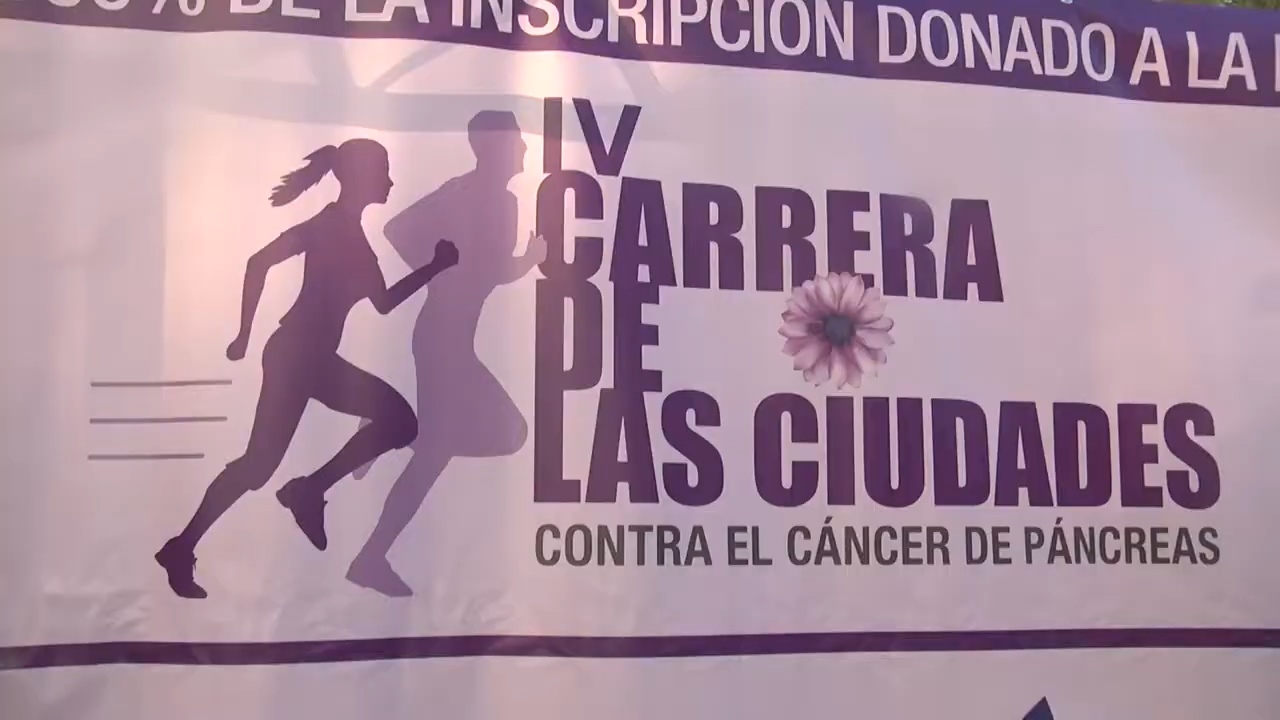 % DE LA INSCRIPCIÓN DONADO A LA
IV
CARRERA
DE
LAS CIUDADES
CONTRA EL CÁNCER DE PÁNCREAS